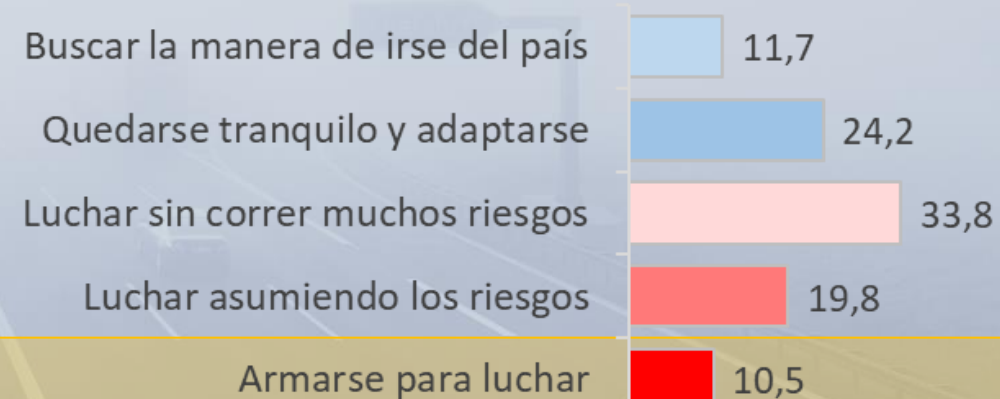 Buscar la manera de irse del país 11,7
Quedarse tranquilo y adaptarse 24,2
Luchar sin correr muchos riesgos 33,8
Luchar asumiendo los riesgos 19,8
Armarse para luchar 10,5